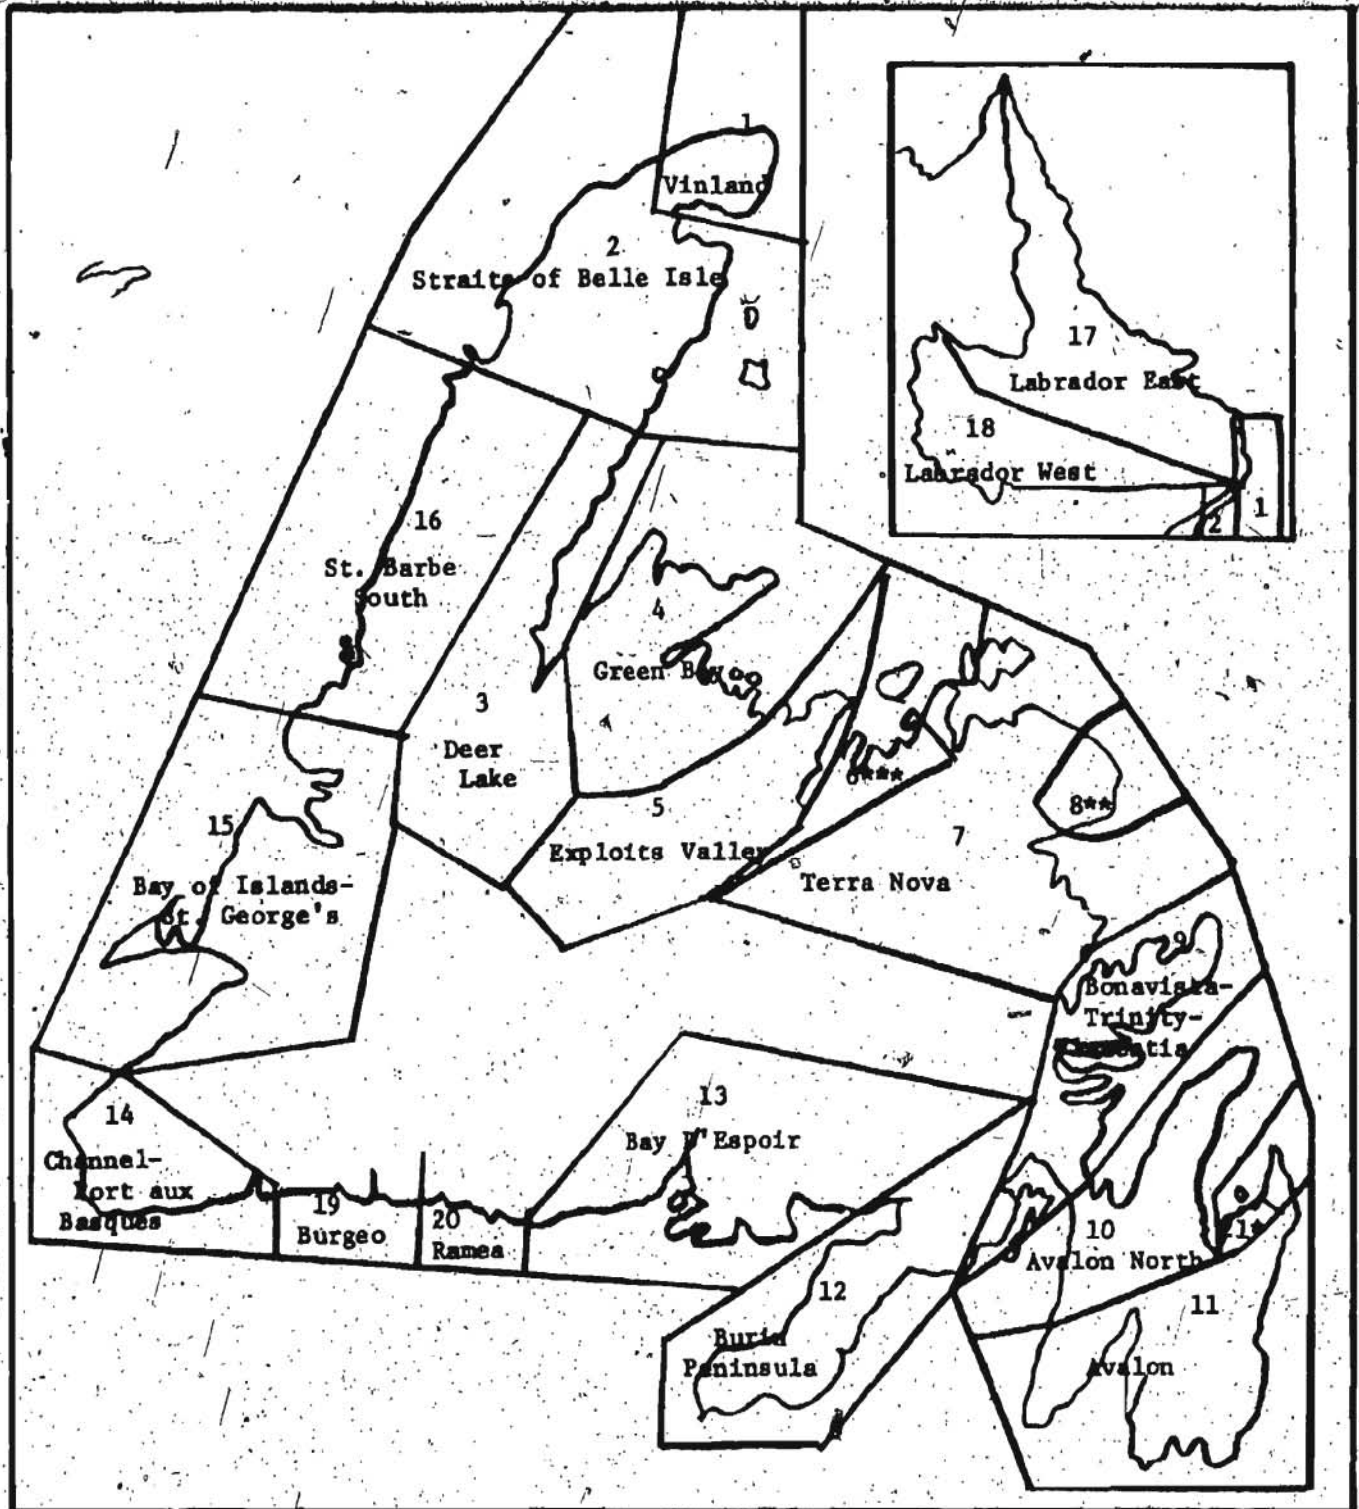 1
Vinland
2
Straits of Belle Isle
17
Labrador East
18
Labrador West
2
1
16
St. Barbe
South
4
Green Bay
3
Deer
Lake
5
Exploits Valley
6***
7
Terra Nova
8**
15
Bay of Islands-
St. George's
9
Bonavista-
Trinity-
Placentia
13
Bay D'Espoir
14
Channel-
Port aux
Basques
19
Burgeo
20
Ramea
10
Avalon North
1*
11
Avalon
12
Burin
Peninsula